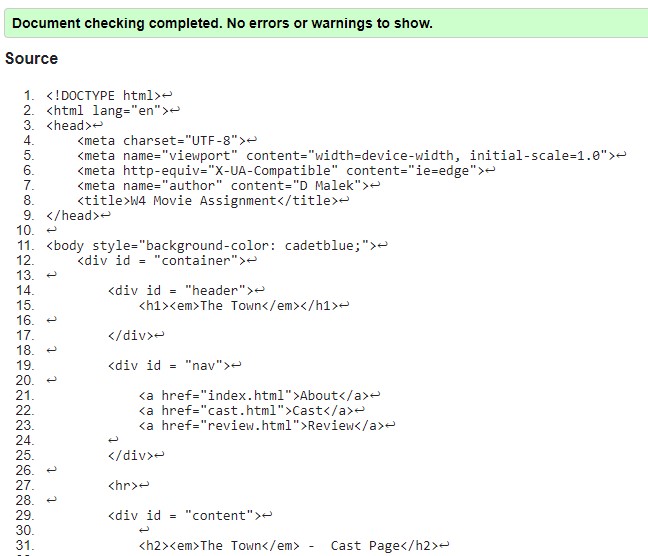 Document checking completed. No errors or warnings to show.
Source
1. <!DOCTYPE html>↩
2. <html lang="en">↩
3. <head>↩
4.     <meta charset="UTF-8">↩
5.     <meta name="viewport" content="width=device-width, initial-scale=1.0">↩
6.     <meta http-equiv="X-UA-Compatible" content="ie=edge">↩
7.     <meta name="author" content="D Malek">↩
8.     <title>W4 Movie Assignment</title>↩
9. </head>↩
10. ↩
11. <body style="background-color: cadetblue;">↩
12.     <div id = "container">↩
13. ↩
14.         <div id = "header">↩
15.             <h1><em>The Town</em></h1>↩
16. ↩
17.         </div>↩
18. ↩
19.         <div id = "nav">↩
20. ↩
21.             <a href="index.html">About</a>↩
22.             <a href="cast.html">Cast</a>↩
23.             <a href="review.html">Review</a>↩
24.         ↩
25.         </div>↩
26. ↩
27.         <hr>↩
28. ↩
29.         <div id = "content">↩
30.             ↩
31.             <h2><em>The Town</em> -  Cast Page</h2>↩